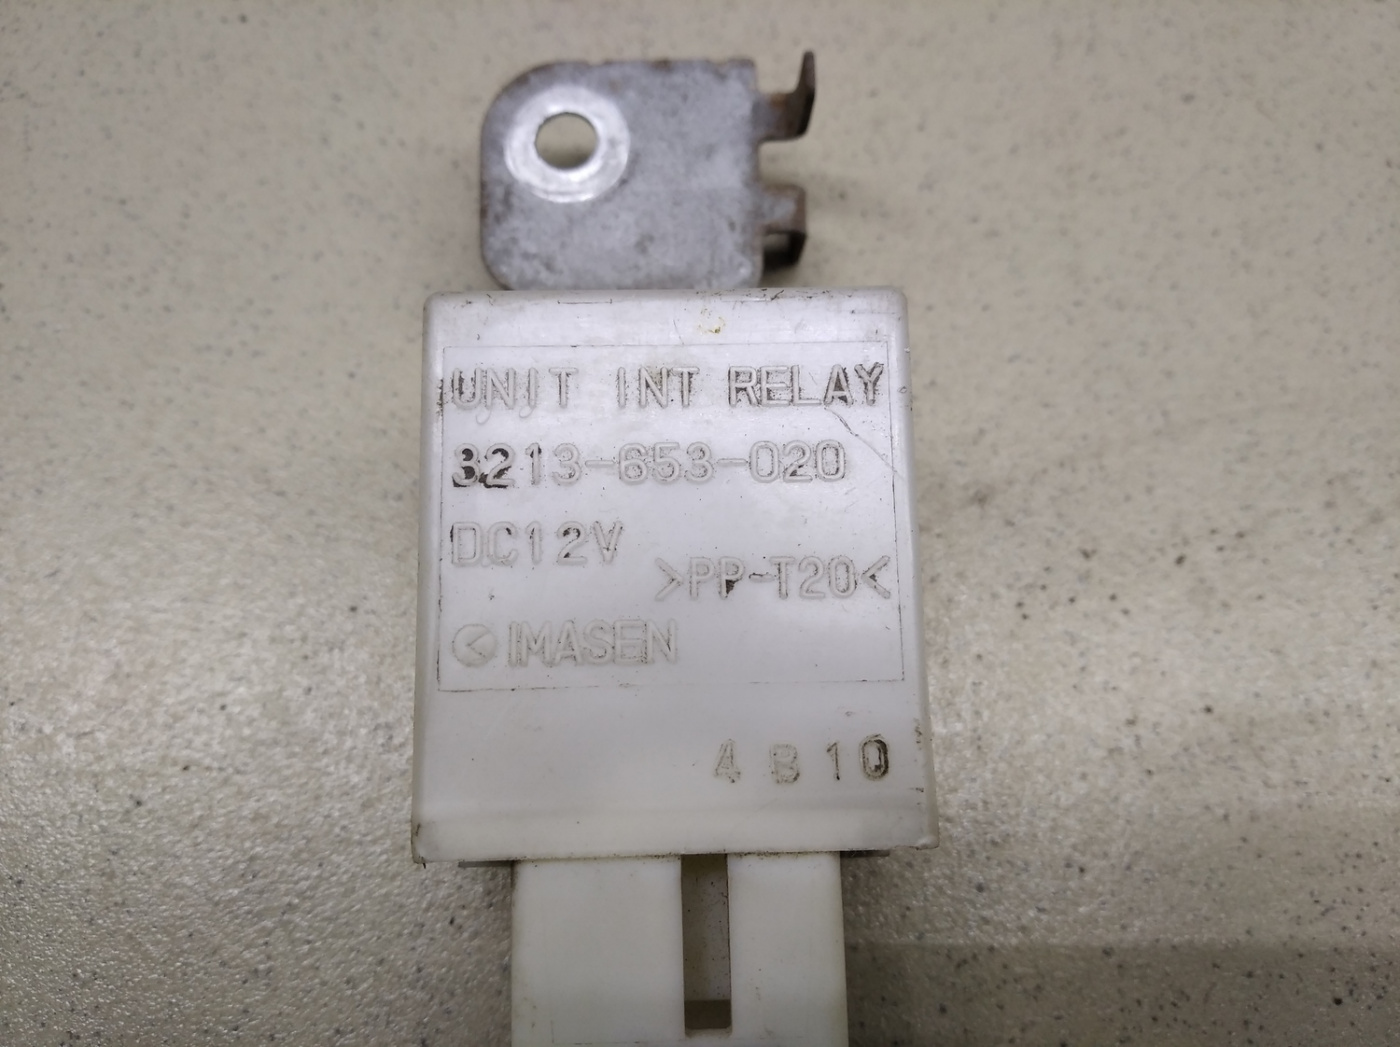 UNIT INT RELAY
3213-653-020
DC12V
>PP-T20<
IMASEN
4 B 10